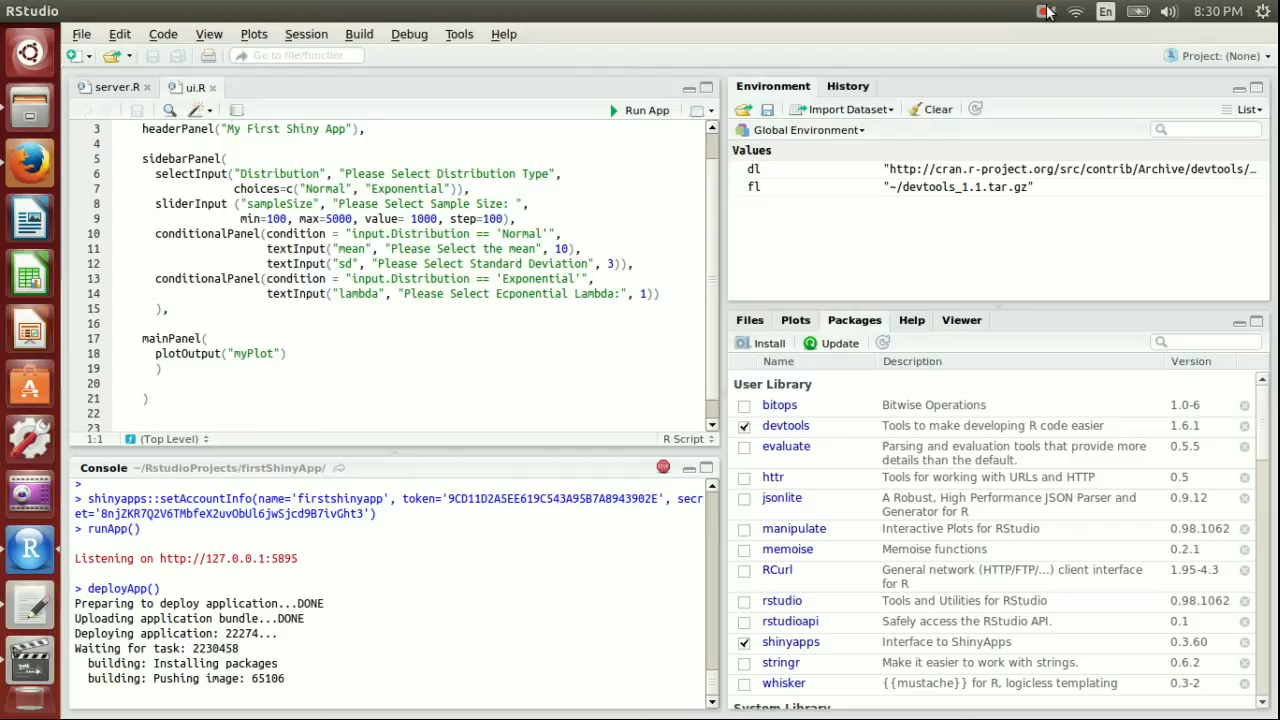 RStudio
En
8:30 PM
File Edit Code View Plots Session Build Debug Tools Help
Go to file/function
Project: (None)
server.R
ui.R
Run App
3 headerPanel("My First Shiny App"),
4
5 sidebarPanel(
6 selectInput("Distribution", "Please Select Distribution Type",
7 choices=c("Normal", "Exponential")),
8 sliderInput ("sampleSize", "Please Select Sample Size: ",
9 min=100, max=5000, value= 1000, step=100),
10 conditionalPanel(condition = "input.Distribution == 'Normal'",
11 textInput("mean", "Please Select the mean", 10),
12 textInput("sd", "Please Select Standard Deviation", 3)),
13 conditionalPanel(condition = "input.Distribution == 'Exponential'",
14 textInput("lambda", "Please Select Ecponential Lambda:", 1))
15 ),
16
17 mainPanel(
18 plotOutput("myPlot")
19 )
20
21 )
22
23
1:1 (Top Level) R Script
Console ~/RstudioProjects/firstShinyApp/
>
> shinyapps::setAccountInfo(name='firstshinyapp', token='9CD11D2A5EE619C543A95B7A8943902E', secr
et='8njZKR7Q2V6TMbfeX2uvObUl6jwSjcd9B7ivGht3')
> runApp()
Listening on http://127.0.0.1:5895
> deployApp()
Preparing to deploy application...DONE
Uploading application bundle...DONE
Deploying application: 22274...
Waiting for task: 2230458
building: Installing packages
building: Pushing image: 65106
Environment History
Import Dataset Clear List
Global Environment
Values
dl "http://cran.r-project.org/src/contrib/Archive/devtools/…
fl "~/devtools_1.1.tar.gz"
Files Plots Packages Help Viewer
Install Update
Name Description Version
User Library
bitops Bitwise Operations 1.0-6
devtools Tools to make developing R code easier 1.6.1
evaluate Parsing and evaluation tools that provide more 0.5.5
details than the default.
httr Tools for working with URLs and HTTP 0.5
jsonlite A Robust, High Performance JSON Parser and 0.9.12
Generator for R
manipulate Interactive Plots for RStudio 0.98.1062
memoise Memoise functions 0.2.1
RCurl General network (HTTP/FTP/...) client interface 1.95-4.3
for R
rstudio Tools and Utilities for RStudio 0.98.1062
rstudioapi Safely access the RStudio API. 0.1
shinyapps Interface to ShinyApps 0.3.60
stringr Make it easier to work with strings. 0.6.2
whisker {{mustache}} for R, logicless templating 0.3-2
System Library